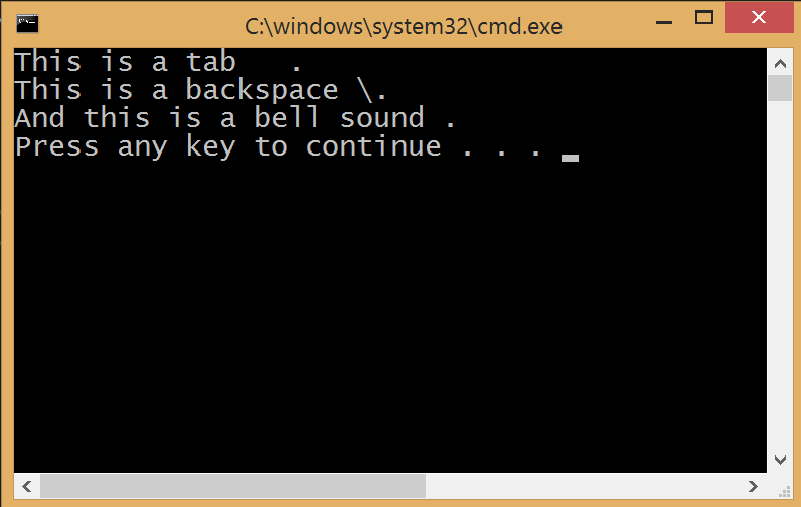 C:\windows\system32\cmd.exe
This is a tab   .
This is a backspace \.
And this is a bell sound .
Press any key to continue . . .